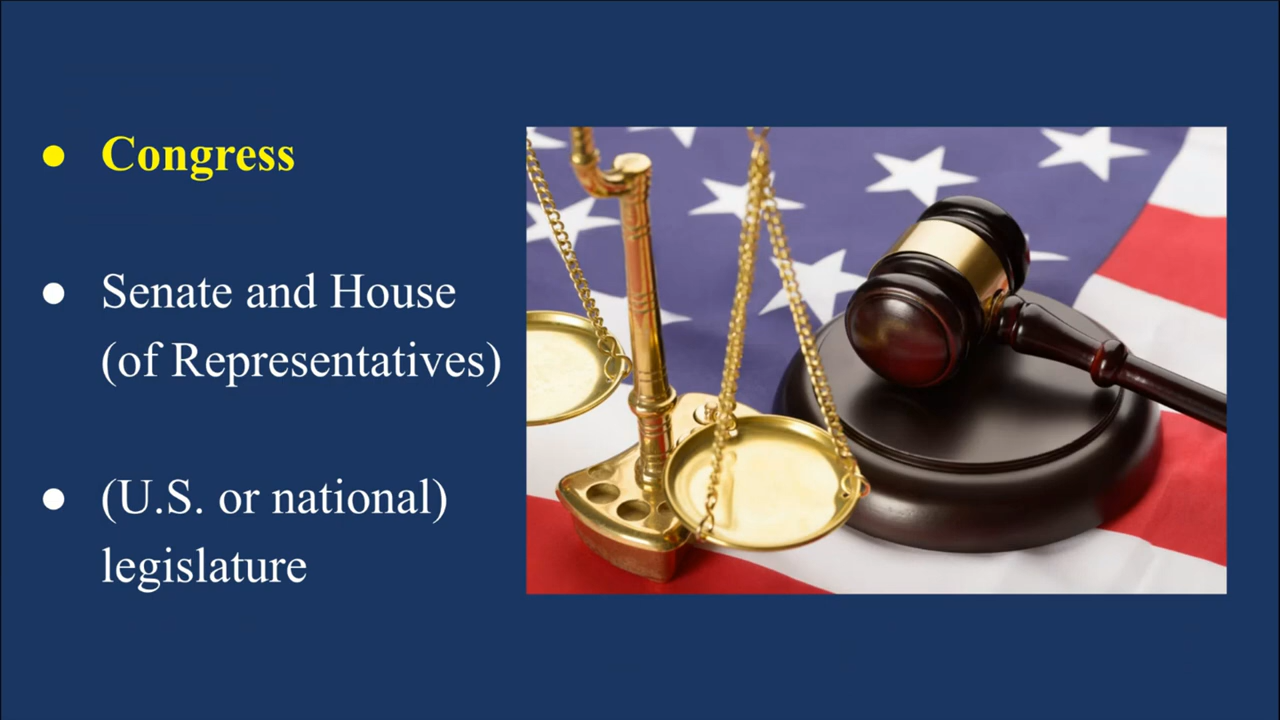 ● Congress
● Senate and House
(of Representatives)
● (U.S. or national)
legislature